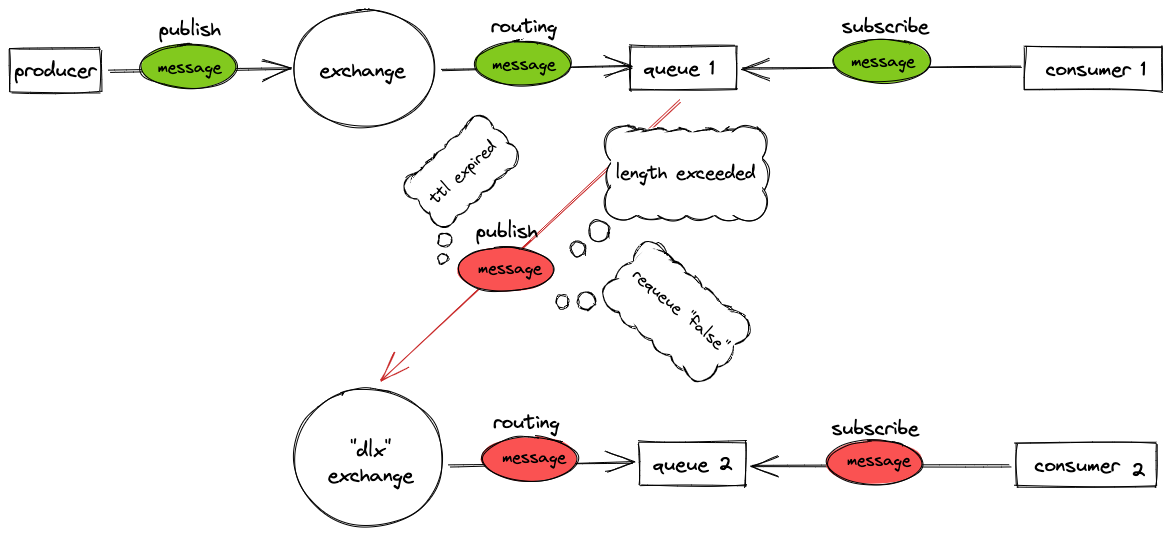 publish
routing
subscribe
producer
message
exchange
message
queue 1
message
consumer 1
ttl expired
length exceeded
publish
message
requeue "false"
"dlx"
exchange
routing
message
queue 2
subscribe
message
consumer 2